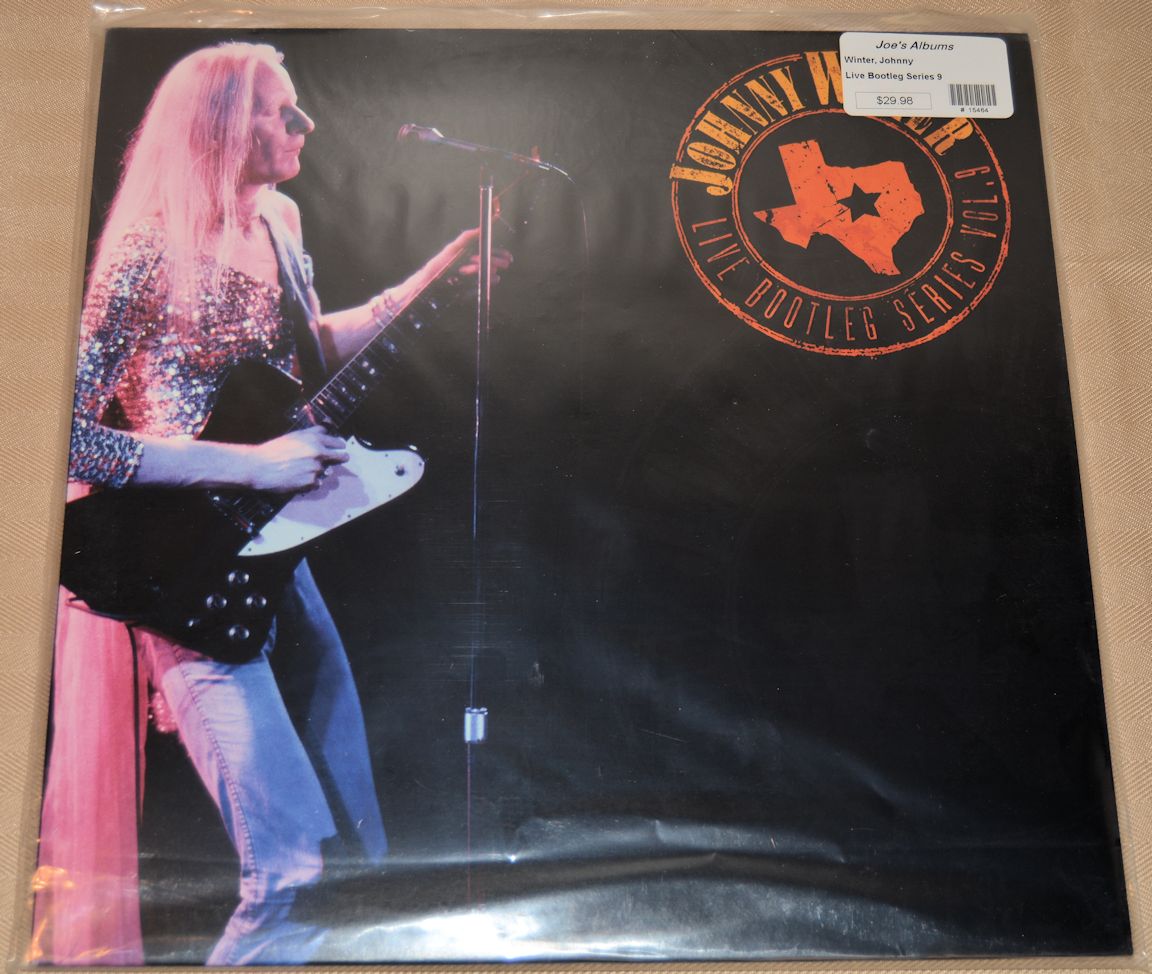 Joe's Albums
Winter, Johnny
Live Bootleg Series 9
$29.98
# 15464
JOHNNY W ER
LIVE BOOTLEG SERIES VOL.9